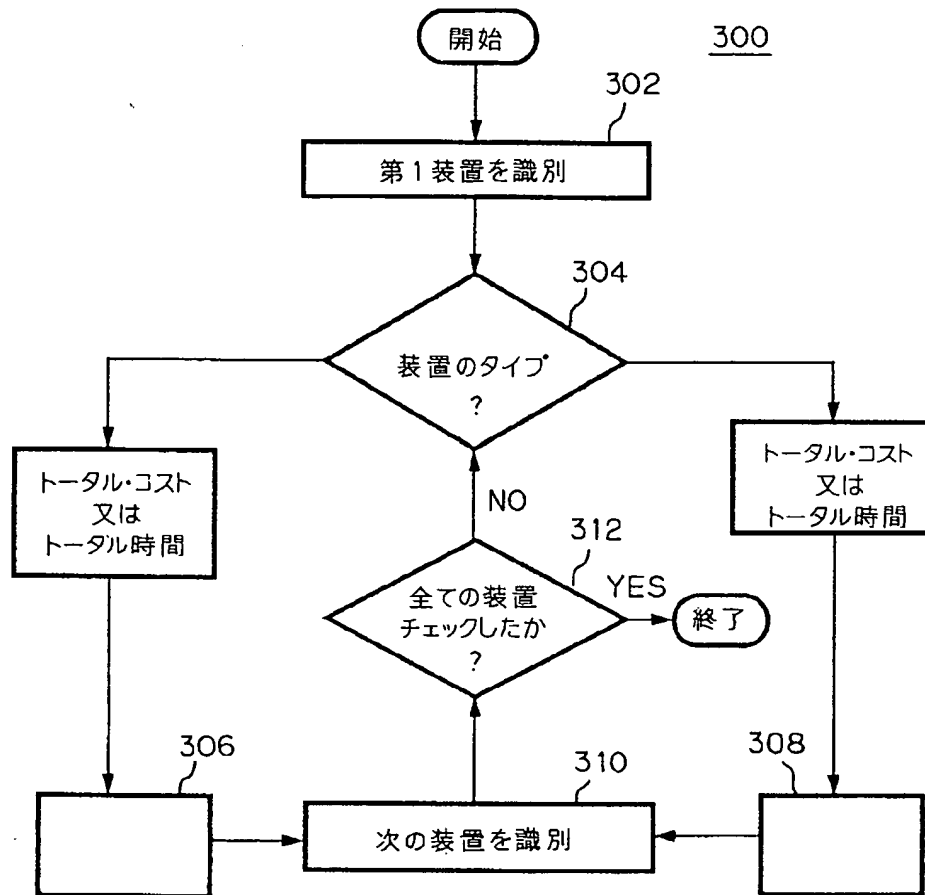 開始
300
302
第1装置を識別
304
装置のタイプ
?
トータル・コスト
又は
トータル時間
トータル・コスト
又は
トータル時間
NO
312
全ての装置
チェックしたか
?
YES
終了
306
310
308
次の装置を識別